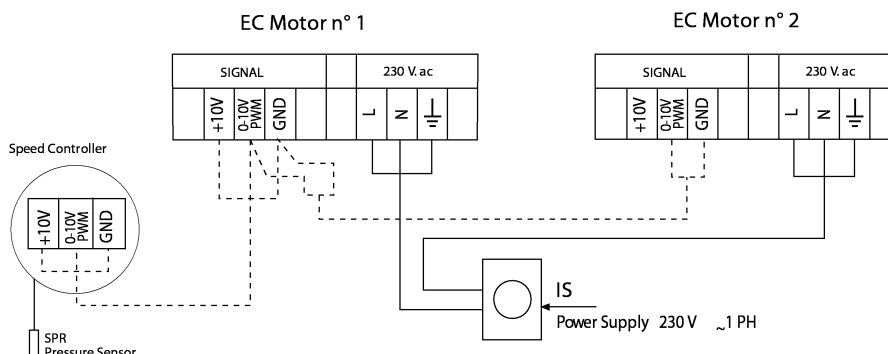 EC Motor n° 1
EC Motor n° 2
SIGNAL
230 V. ac
+10V
0-10V
PWM
GND
L
N
SIGNAL
230 V. ac
+10V
0-10V
PWM
GND
L
N
Speed Controller
+10V
0-10V
PWM
GND
IS
Power Supply 230 V ~1 PH
SPR
Pressure Sensor